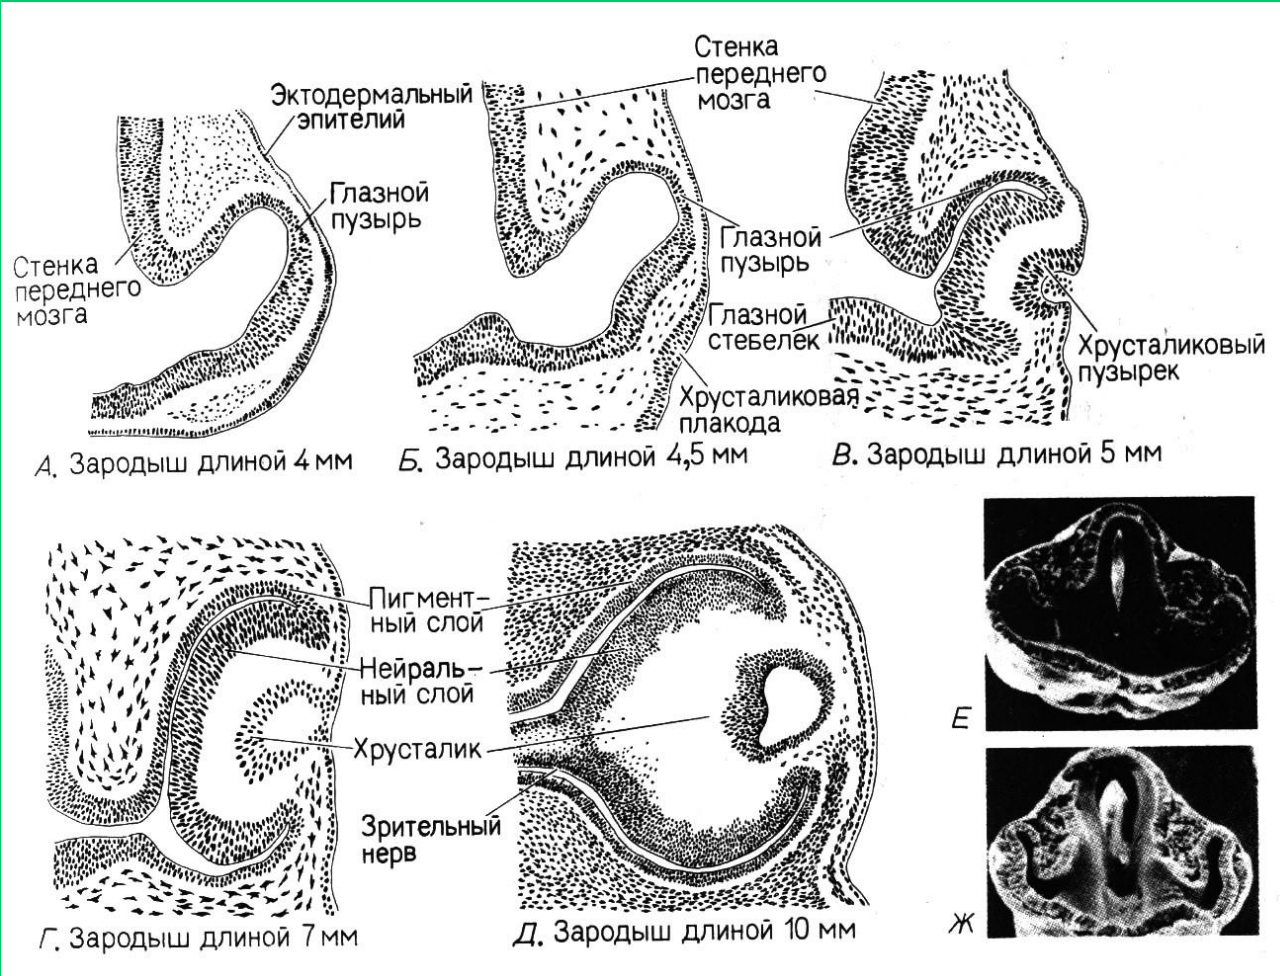 Стенка
переднего
мозга
Эктодермальный
эпителий
Глазной
пузырь
Стенка
переднего
мозга
Глазной
пузырь
Глазной
стебелек
Хрусталиковый
пузырек
Хрусталиковая
плакода
А. Зародыш длиной 4 мм
Б. Зародыш длиной 4,5 мм
В. Зародыш длиной 5 мм
Пигмент-
ный слой
Нейраль-
ный слой
Хрусталик
Зрительный
нерв
Е
Г. Зародыш длиной 7 мм
Д. Зародыш длиной 10 мм
Ж